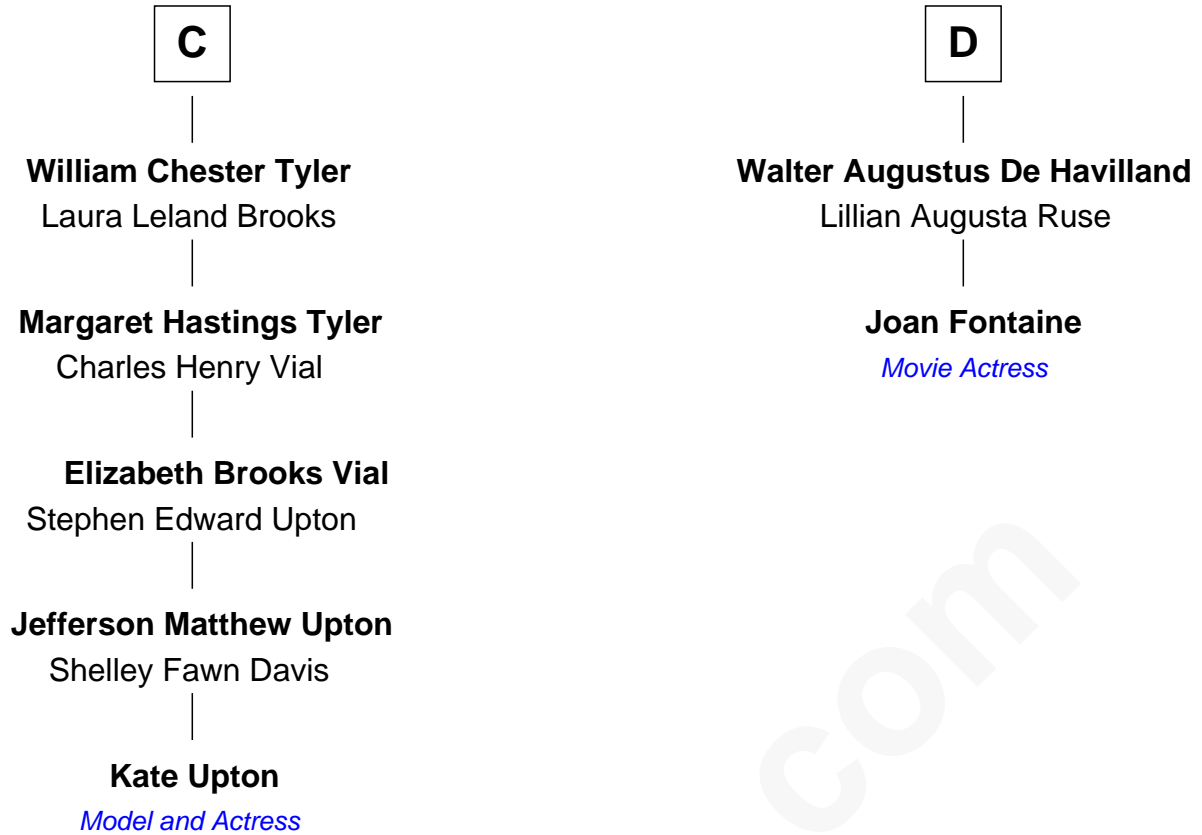 C
William Chester Tyler
Laura Leland Brooks
Margaret Hastings Tyler
Charles Henry Vial
Elizabeth Brooks Vial
Stephen Edward Upton
Jefferson Matthew Upton
Shelley Fawn Davis
Kate Upton
Model and Actress
D
Walter Augustus De Havilland
Lillian Augusta Ruse
Joan Fontaine
Movie Actress
com